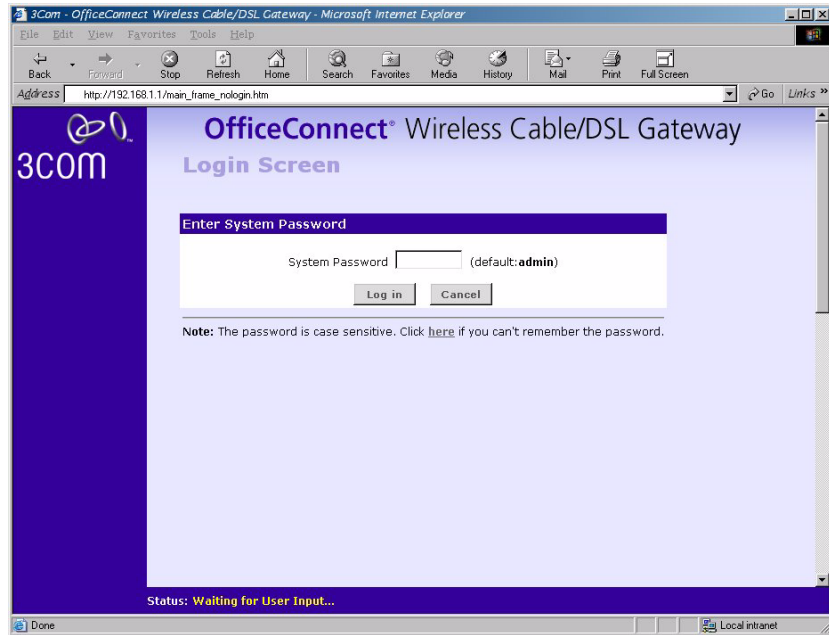 3Com - OfficeConnect Wireless Cable/DSL Gateway - Microsoft Internet Explorer
File Edit View Favorites Tools Help
Back Forward Stop Refresh Home Search Favorites Media History Mail Print Full Screen
Address http://192.168.1.1/main_frame_nologin.htm Go Links »
3COM
OfficeConnect® Wireless Cable/DSL Gateway
Login Screen
Enter System Password
System Password (default:admin)
Log in Cancel
Note: The password is case sensitive. Click here if you can't remember the password.
Status: Waiting for User Input...
Done Local intranet